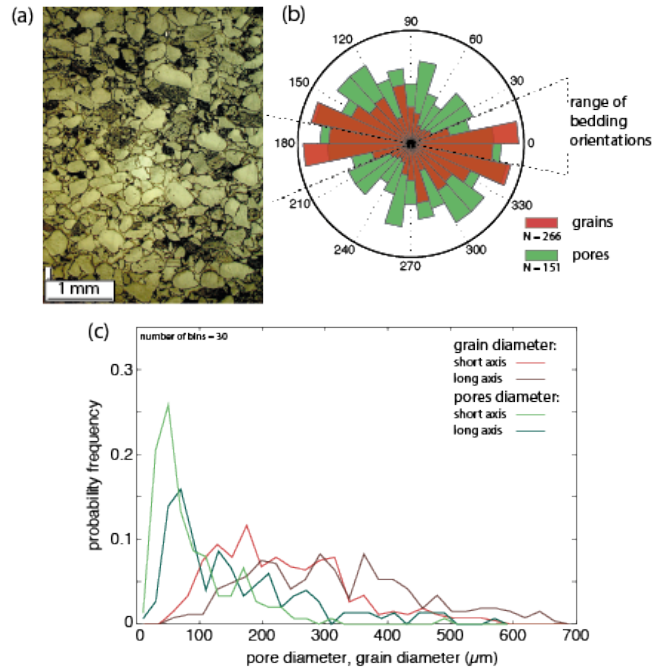 (a)
1 mm
(b)
90
120
60
150
30
180
0
210
330
240
300
270
range of
bedding
orientations
grains
N = 266
pores
N = 151
(c)
number of bins = 30
grain diameter:
short axis
long axis
pores diameter:
short axis
long axis
probability frequency
0.3
0.2
0.1
0
0
100
200
300
400
500
600
700
pore diameter, grain diameter (μm)